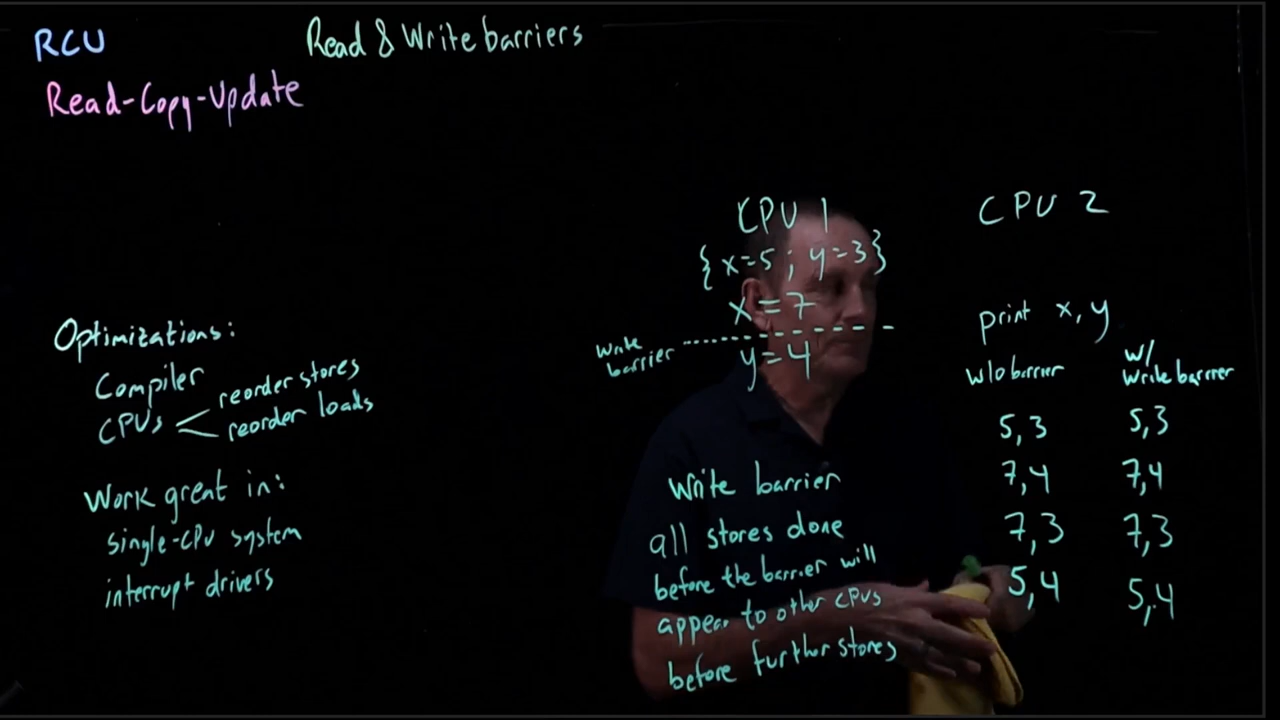 RCU
Read & Write barriers
Read-Copy-Update
Optimizations:
Compiler
CPUs < reorder stores
reorder loads
Work great in:
single-CPU system
interrupt drivers
CPU 1
{x=5; y=3}
x=7
write barrier
y=4
write barrier
all stores done
before the barrier will
appear to other CPUs
before further stores
CPU 2
print x, y
w/o barrier
w/
write barrier
5,3 5,3
7,4 7,4
7,3 7,3
5,4 5,4